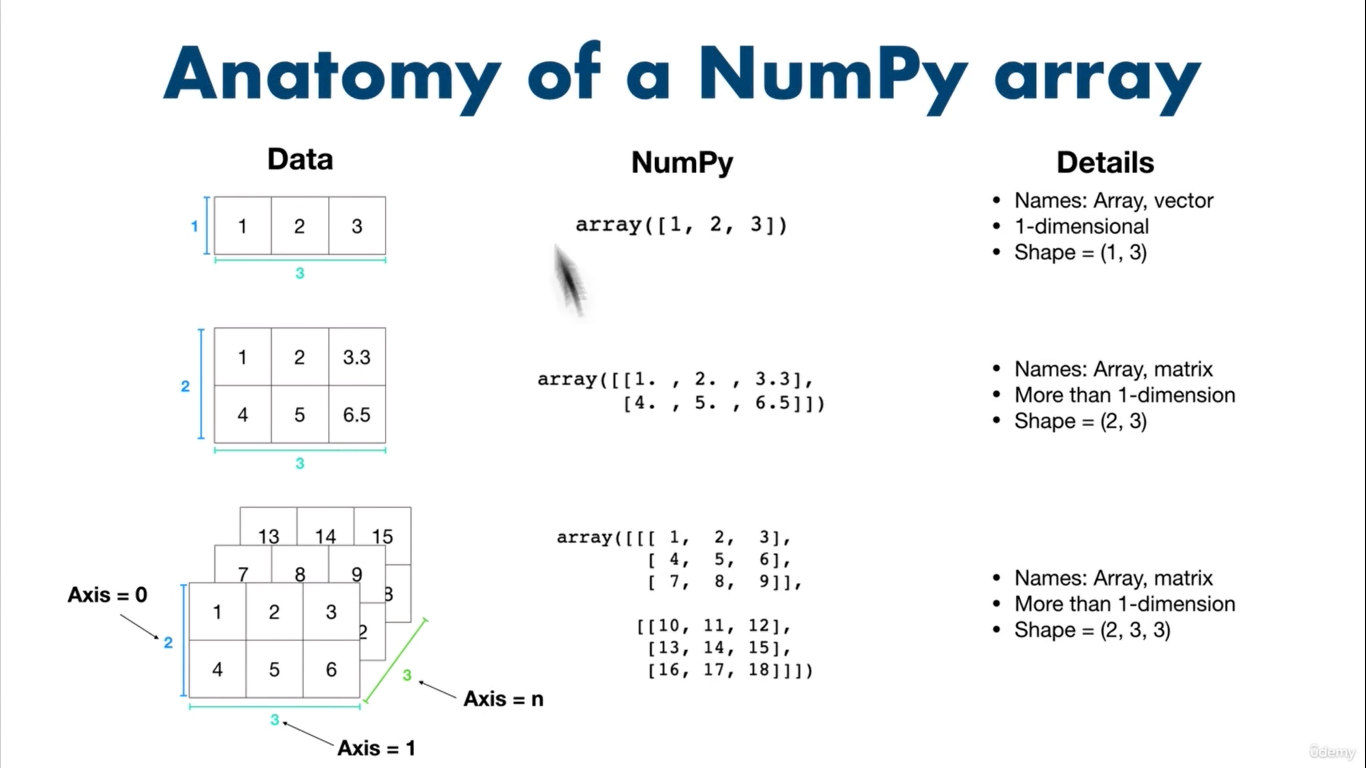 Anatomy of a NumPy array
Data
NumPy
Details
1
1 2 3
3
array([1, 2, 3])
• Names: Array, vector
• 1-dimensional
• Shape = (1, 3)
2
1 2 3.3
4 5 6.5
3
array([[1. , 2. , 3.3],
[4. , 5. , 6.5]])
• Names: Array, matrix
• More than 1-dimension
• Shape = (2, 3)
13 14 15
7 8 9
8
Axis = 0
2
1 2 3
2
4 5 6
3
Axis = n
3
Axis = 1
array([[[ 1, 2, 3],
[ 4, 5, 6],
[ 7, 8, 9]],
[[10, 11, 12],
[13, 14, 15],
[16, 17, 18]]])
• Names: Array, matrix
• More than 1-dimension
• Shape = (2, 3, 3)
ûdemy